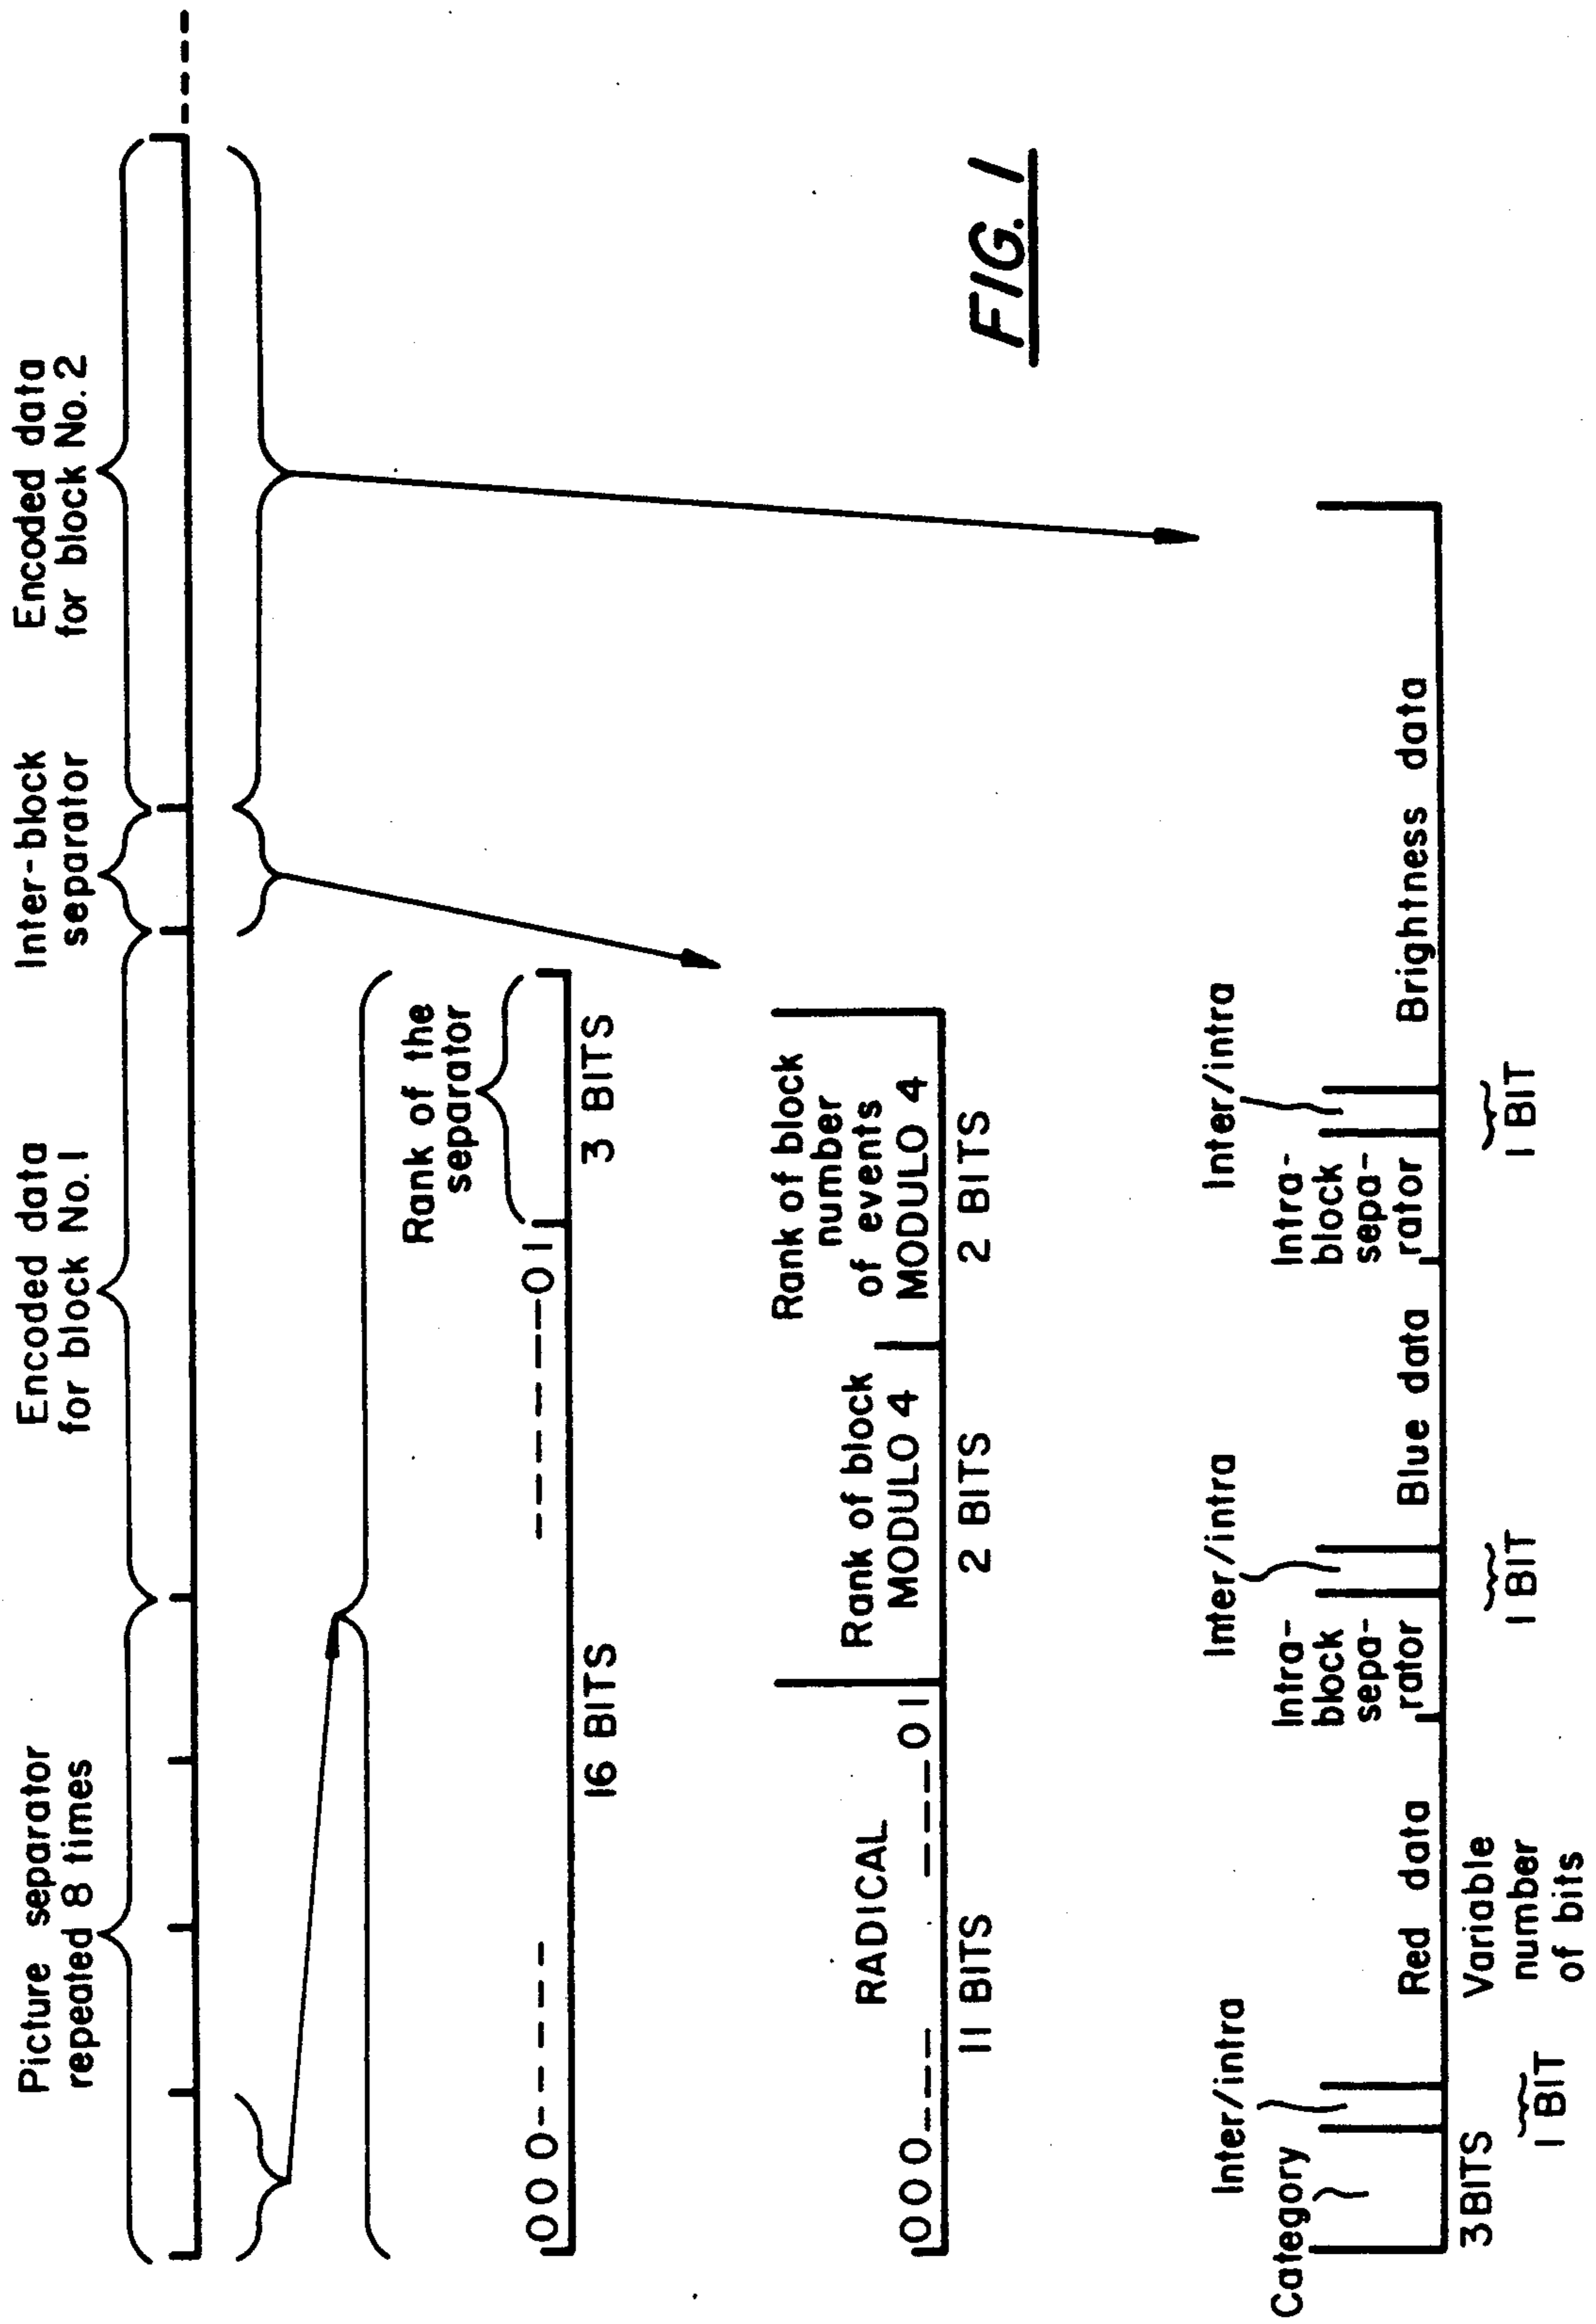 Picture separator
repeated 8 times
Encoded data
for block No. 1
Inter-block
separator
Encoded data
for block No. 2
Rank of the
separator
000-----
------01
16 BITS
3 BITS
RADICAL
000---
---01
11 BITS
Rank of block
MODULO 4
2 BITS
Rank of block
number
of events
MODULO 4
2 BITS
FIG. 1
Category
3 BITS
Inter/intra
1 BIT
Red data
Variable
number
of bits
Intra-
block
sepa-
rator
Inter/intra
1 BIT
Blue data
Intra-
block
sepa-
rator
Inter/intra
1 BIT
Brightness data